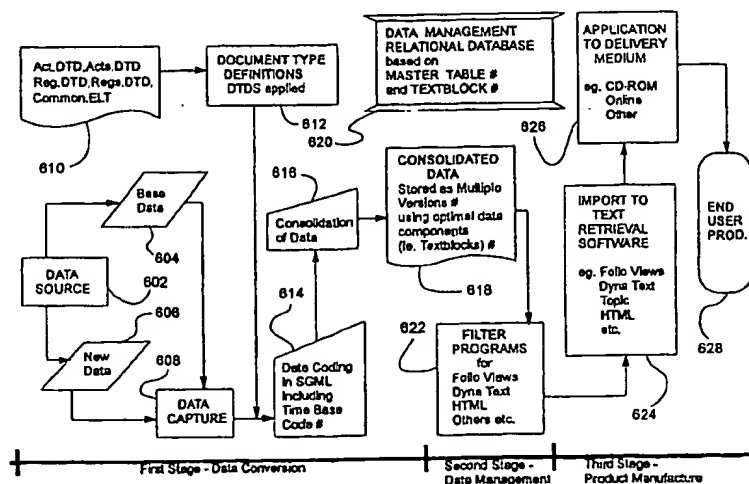 Act.DTD,Acts.DTD
Reg.DTD,Regs.DTD,
Common.ELT
610
DOCUMENT TYPE
DEFINITIONS
DTDS applied
612
DATA MANAGEMENT
RELATIONAL DATABASE
based on
MASTER TABLE #
and TEXTBLOCK #
620
APPLICATION
TO DELIVERY
MEDIUM
eg. CD-ROM
Online
Other
626
Base
Data
604
DATA
SOURCE
602
606
New
Data
608
DATA
CAPTURE
616
Consolidation
of Data
614
Data Coding
In SGML
Including
Time Base
Code #
CONSOLIDATED
DATA
Stored as Multiple
Versions #
using optimal data
components
(ie. Textblocks) #
618
622
FILTER
PROGRAMS
for
Folio Views
Dyna Text
HTML
Others etc.
IMPORT TO
TEXT
RETRIEVAL
SOFTWARE
eg. Folio Views
Dyna Text
Topic
HTML
etc.
624
END
USER
PROD.
628
First Stage - Data Conversion
Second Stage -
Data Management
Third Stage -
Product Manufacture